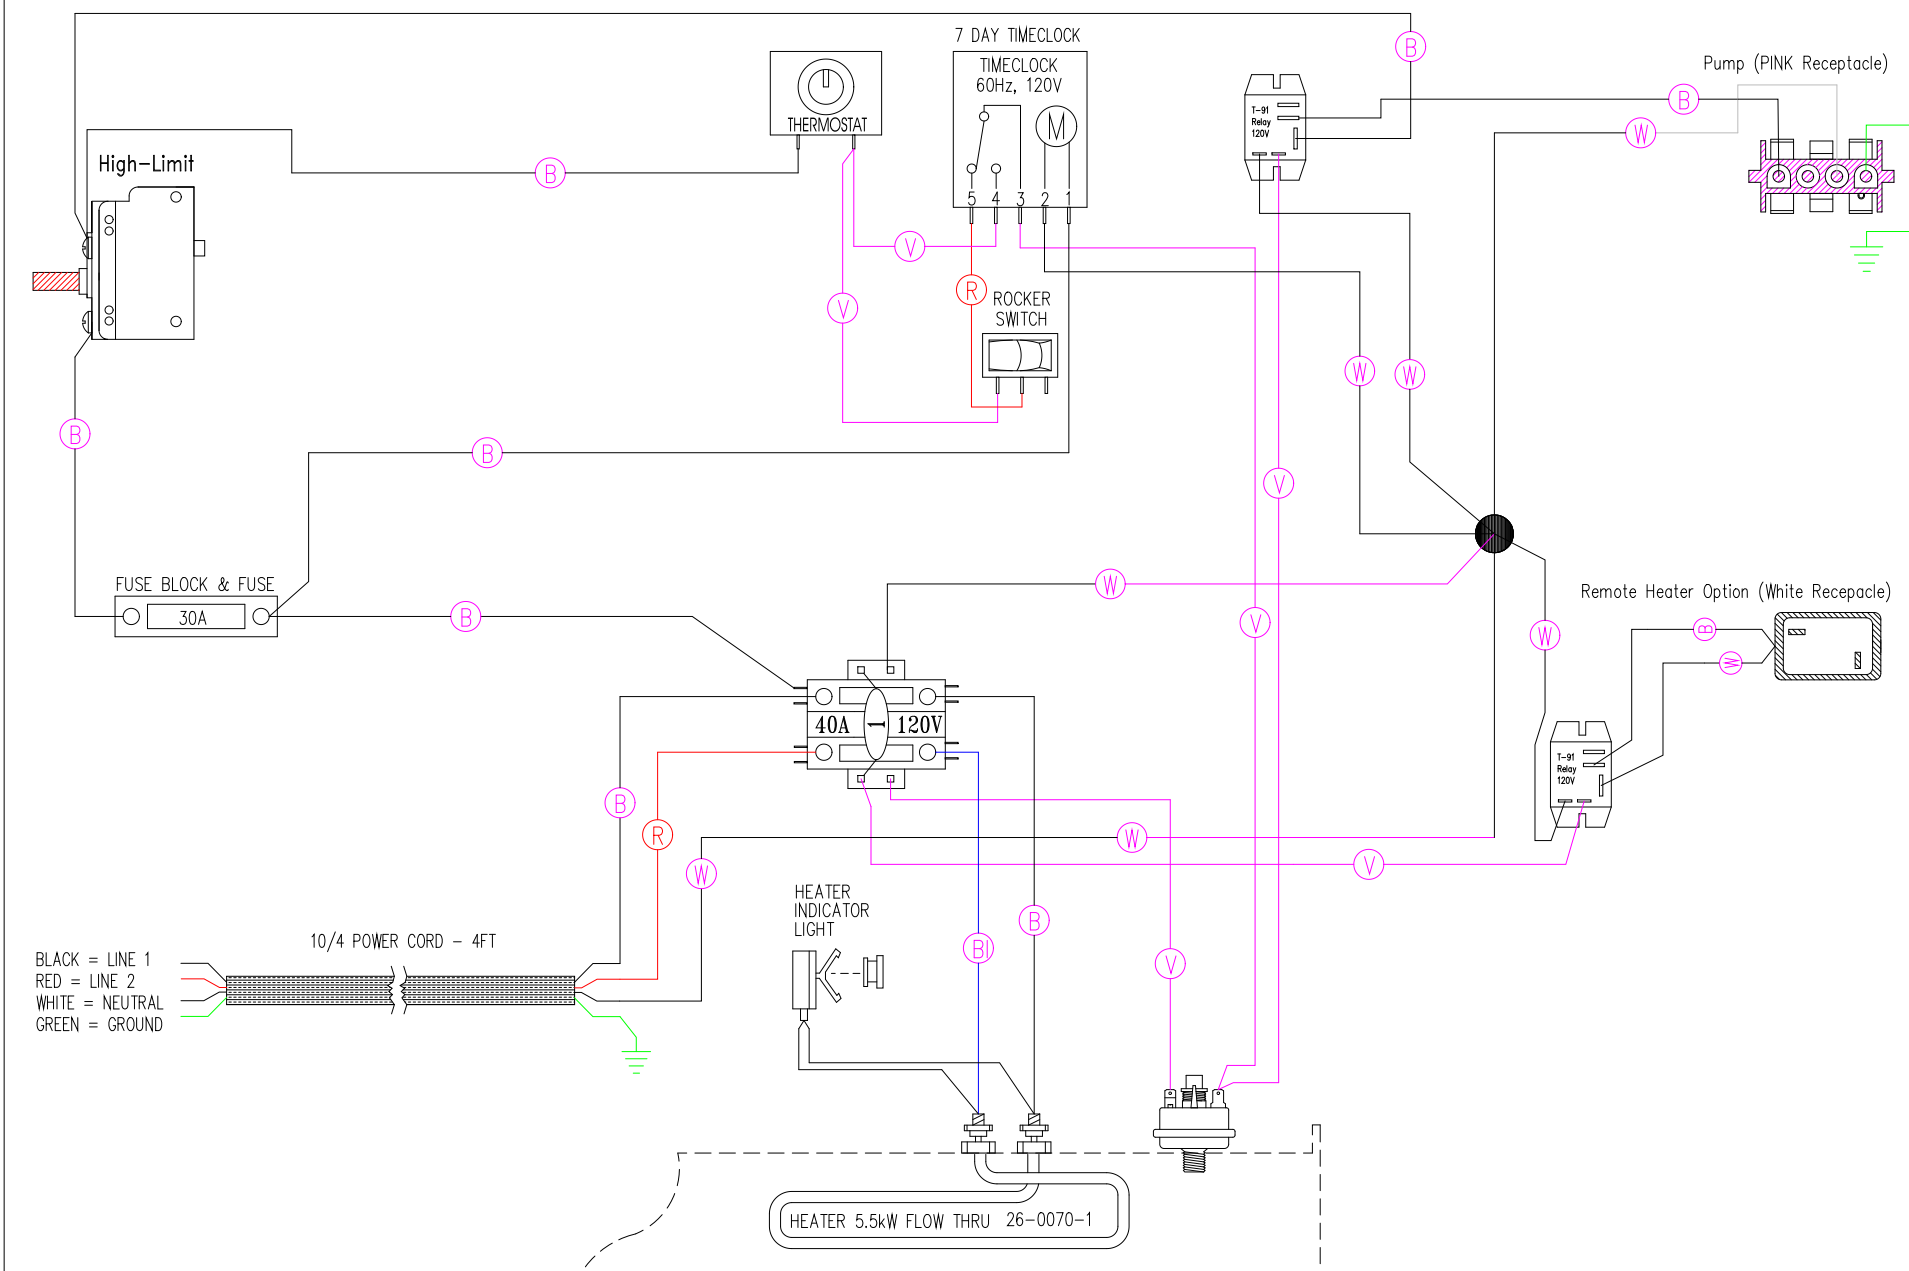 7 DAY TIMECLOCK
TIMECLOCK
60Hz, 120V
M
5 4 3 2 1
THERMOSTAT
High-Limit
B
B
V
V
R
ROCKER
SWITCH
T-91
Relay
120V
B
B
W
Pump (PINK Receptacle)
W
W
B
B
V
V
FUSE BLOCK & FUSE
30A
B
W
W
Remote Heater Option (White Recepacle)
B
W
40A 1 120V
T-91
Relay
120V
B
R
W
W
V
HEATER
INDICATOR
LIGHT
Bl
B
V
10/4 POWER CORD - 4FT
BLACK = LINE 1
RED = LINE 2
WHITE = NEUTRAL
GREEN = GROUND
HEATER 5.5kW FLOW THRU 26-0070-1